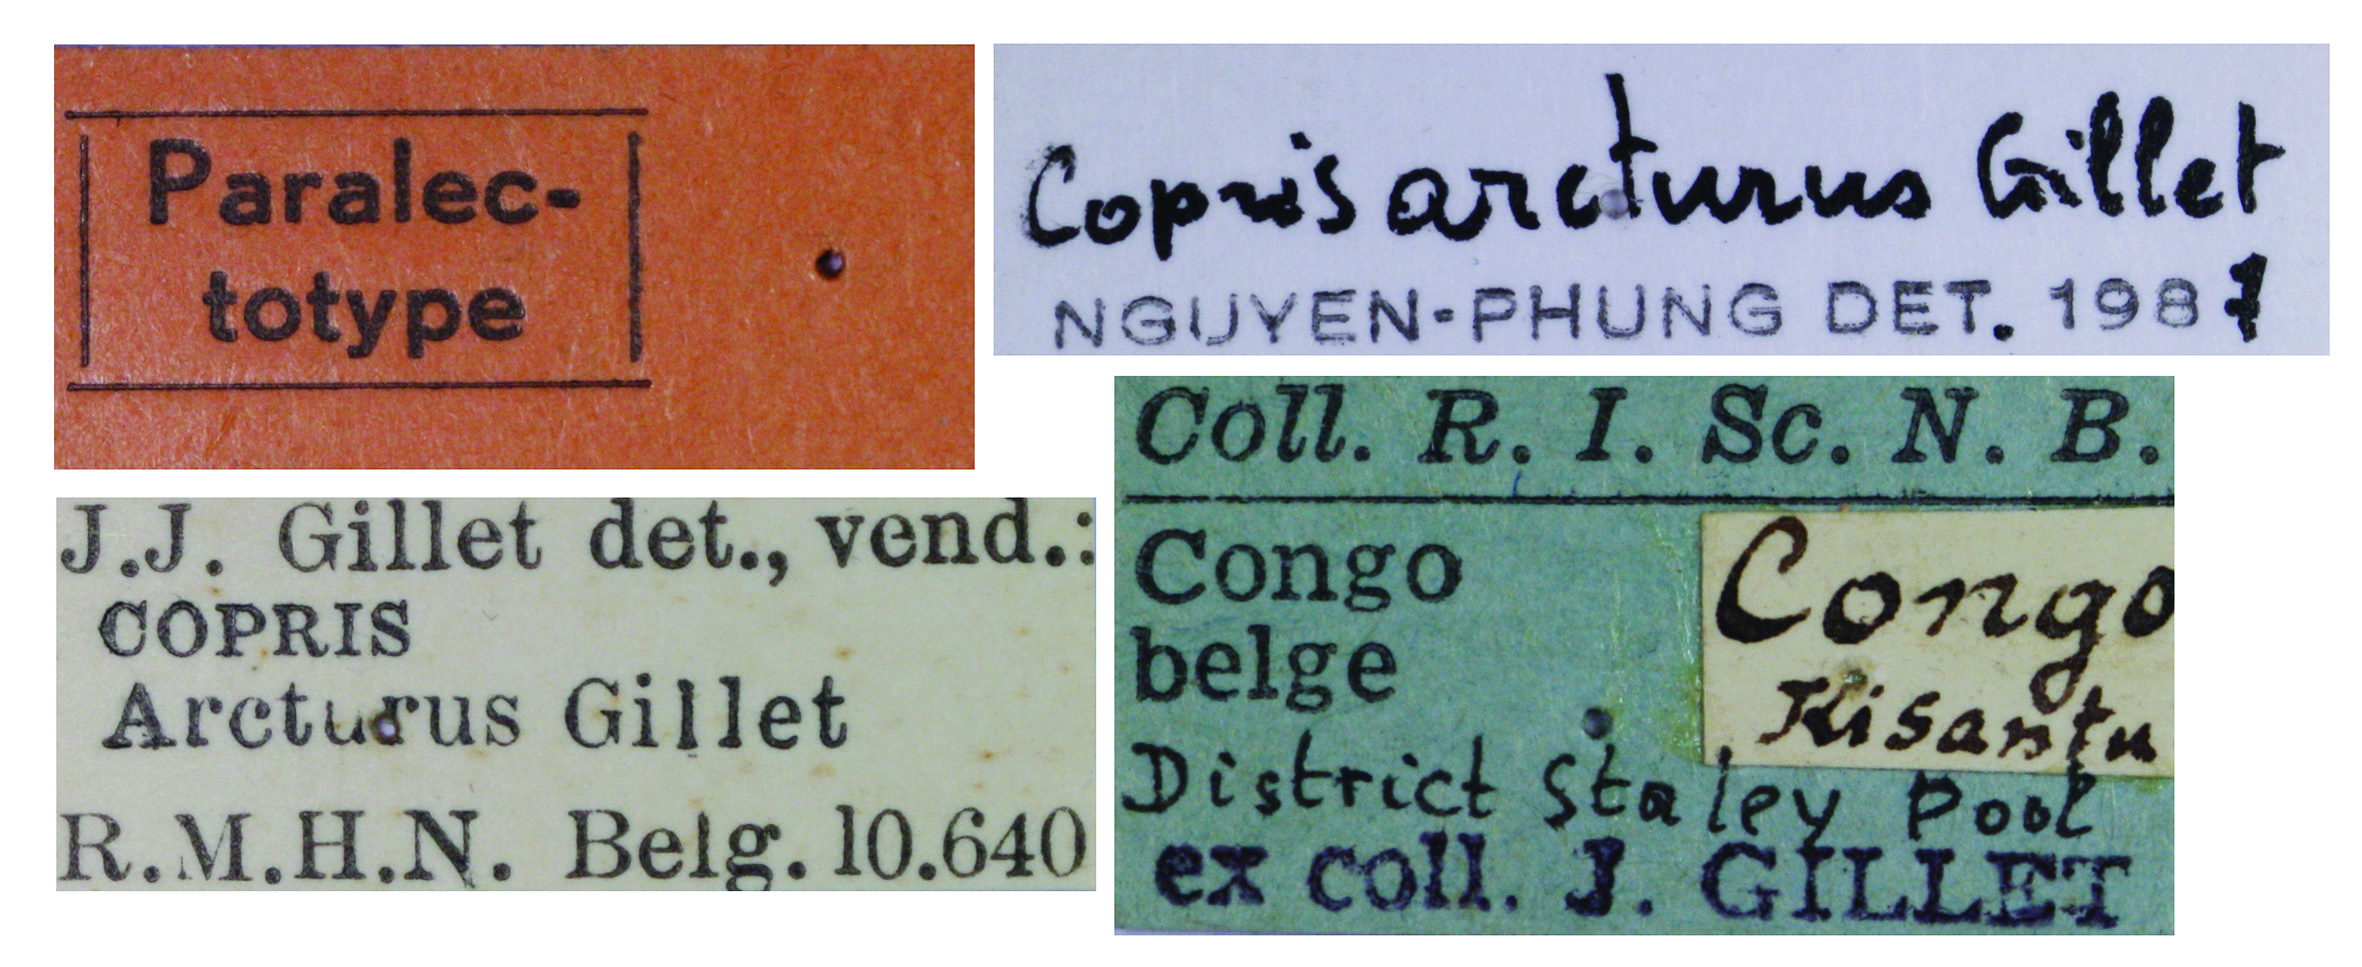 Paralec-
totype
Copris arcturus Gillet
NGUYEN-PHUNG DET. 1987
J.J. Gillet det., vend.:
COPRIS
Arcturus Gillet
R.M.H.N. Belg. 10.640
Coll. R. I. Sc. N. B.
Congo
belge
Congo
Kisantu
District Staley Pool
ex coll. J. GILLET